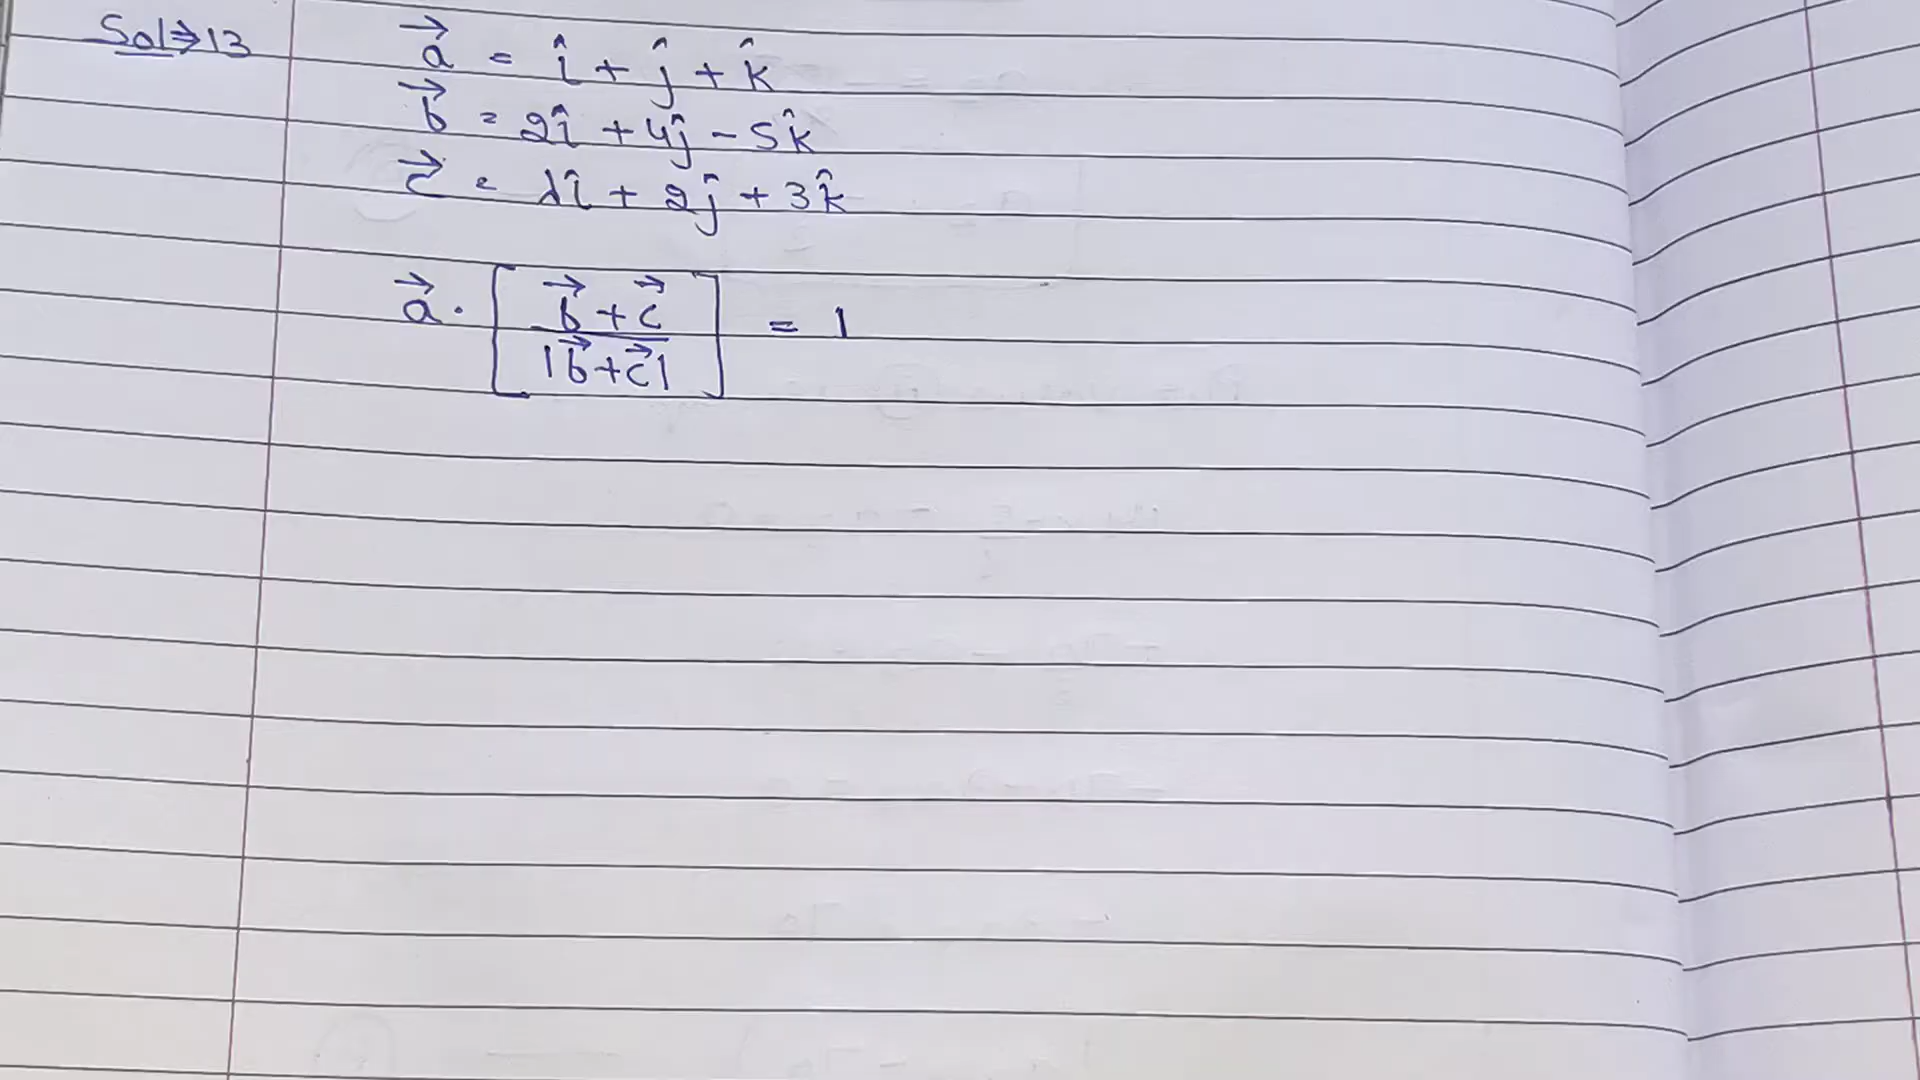 Sol⇒13
→a = î + ĵ + k̂
→b = 2î + 4ĵ - 5k̂
→c = λî + 2ĵ + 3k̂
→a · [ (→b + →c) / |→b + →c| ] = 1